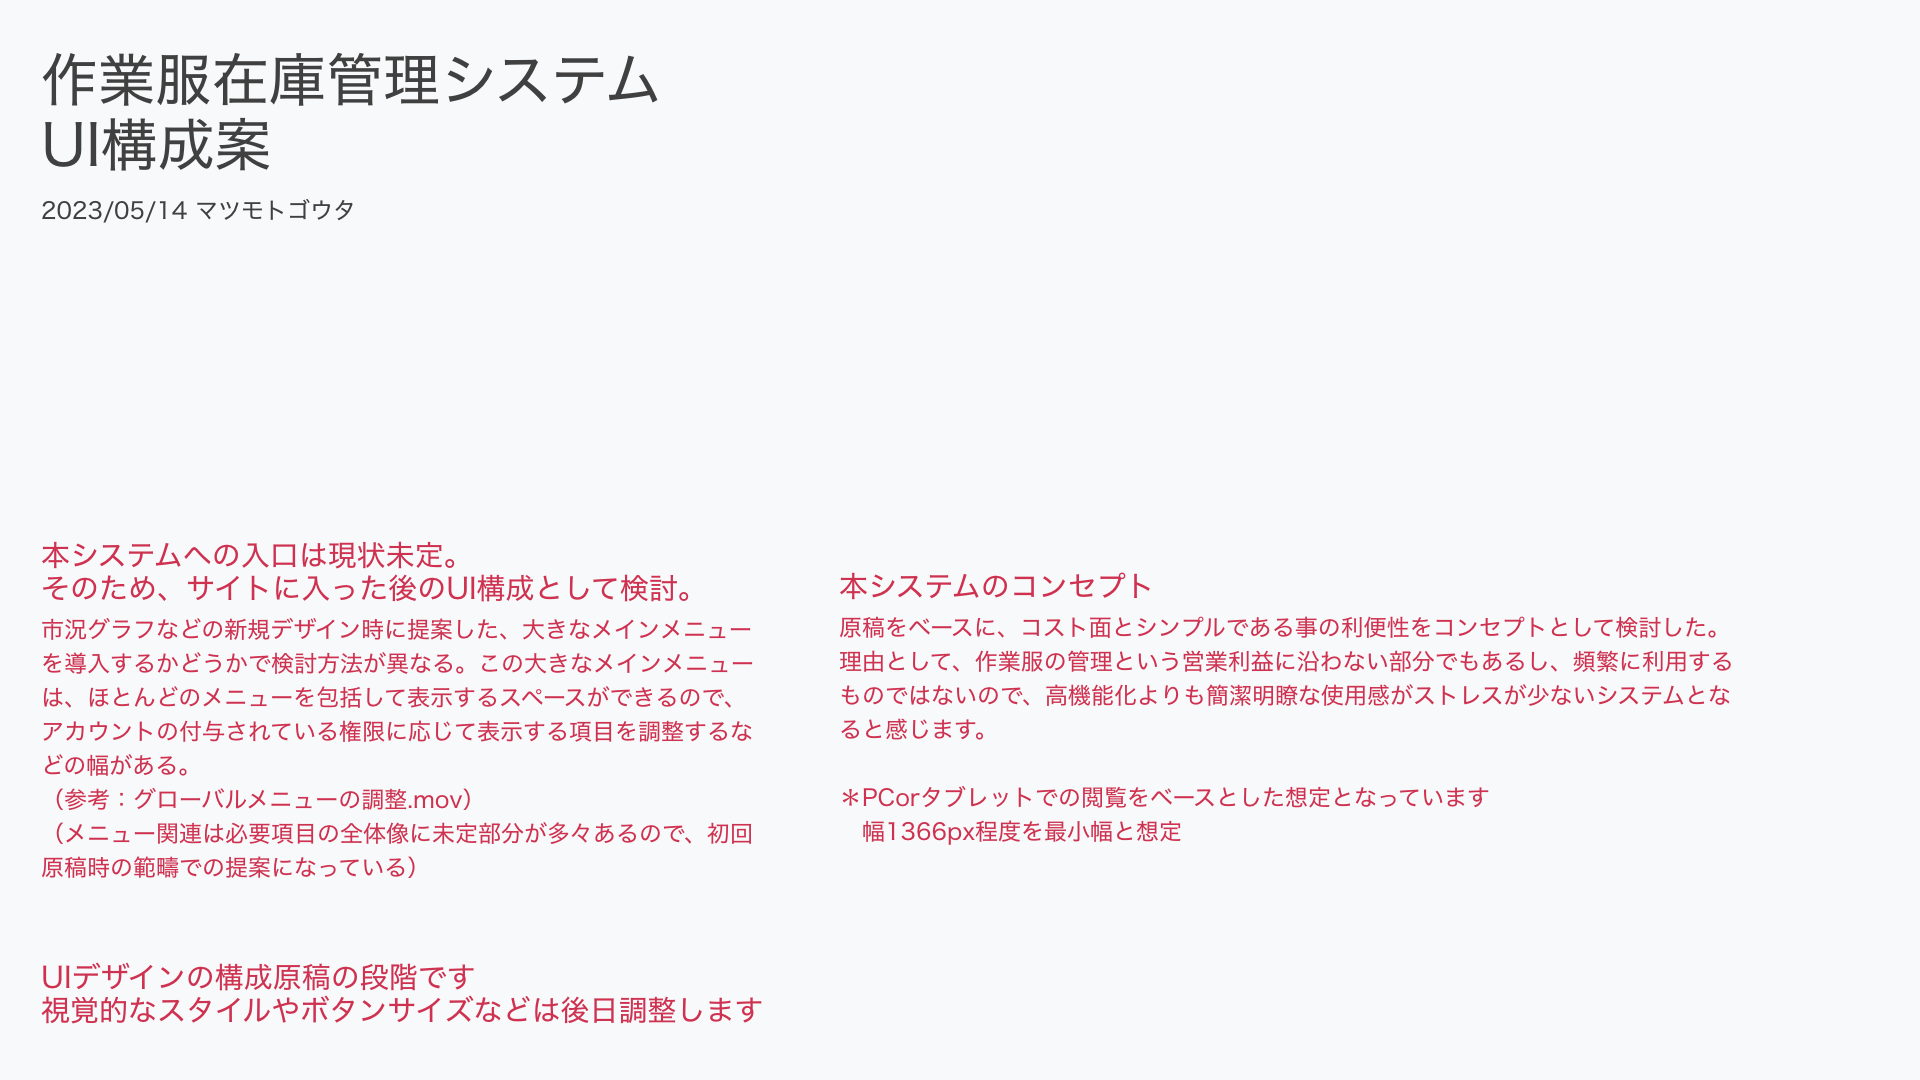 作業服在庫管理システム
UI構成案
2023/05/14 マツモトゴウタ
本システムへの入口は現状未定。
そのため、サイトに入った後のUI構成として検討。
市況グラフなどの新規デザイン時に提案した、大きなメインメニュー
を導入するかどうかで検討方法が異なる。この大きなメインメニュー
は、ほとんどのメニューを包括して表示するスペースができるので、
アカウントの付与されている権限に応じて表示する項目を調整するな
どの幅がある。
（参考：グローバルメニューの調整.mov）
（メニュー関連は必要項目の全体像に未定部分が多々あるので、初回
原稿時の範疇での提案になっている）
本システムのコンセプト
原稿をベースに、コスト面とシンプルである事の利便性をコンセプトとして検討した。
理由として、作業服の管理という営業利益に沿わない部分でもあるし、頻繁に利用する
ものではないので、高機能化よりも簡潔明瞭な使用感がストレスが少ないシステムとな
ると感じます。
＊PCorタブレットでの閲覧をベースとした想定となっています
幅1366px程度を最小幅と想定
UIデザインの構成原稿の段階です
視覚的なスタイルやボタンサイズなどは後日調整します